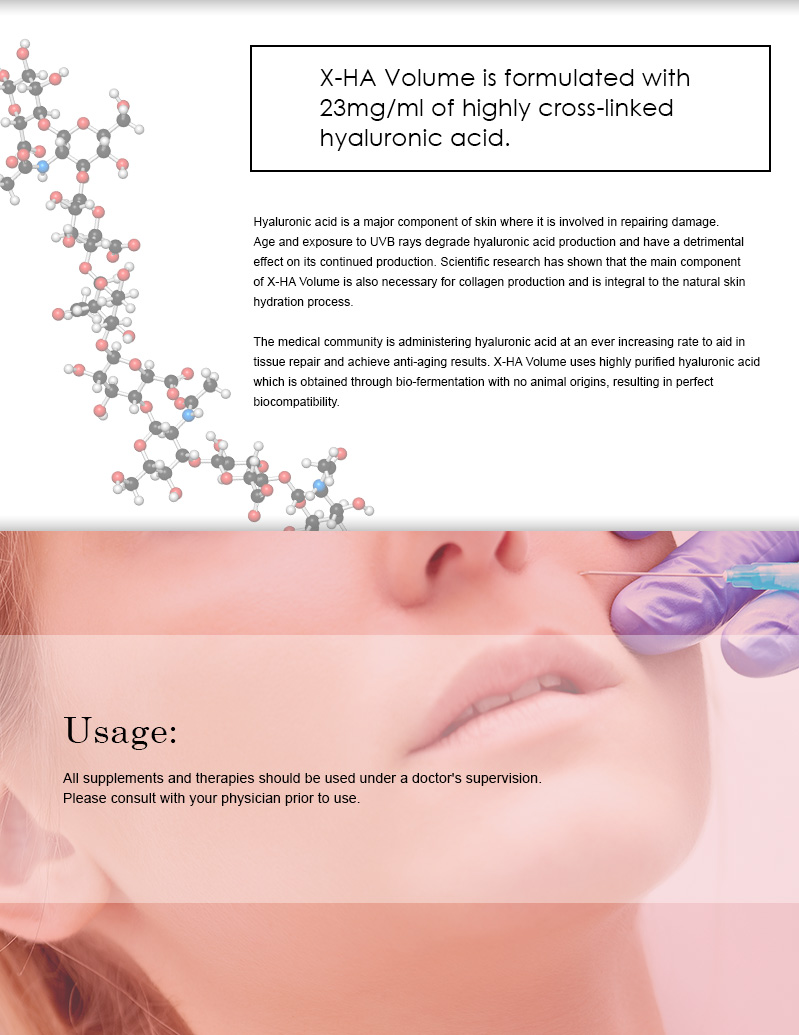 X-HA Volume is formulated with
23mg/ml of highly cross-linked
hyaluronic acid.
Hyaluronic acid is a major component of skin where it is involved in repairing damage.
Age and exposure to UVB rays degrade hyaluronic acid production and have a detrimental
effect on its continued production. Scientific research has shown that the main component
of X-HA Volume is also necessary for collagen production and is integral to the natural skin
hydration process.
The medical community is administering hyaluronic acid at an ever increasing rate to aid in
tissue repair and achieve anti-aging results. X-HA Volume uses highly purified hyaluronic acid
which is obtained through bio-fermentation with no animal origins, resulting in perfect
biocompatibility.
Usage:
All supplements and therapies should be used under a doctor's supervision.
Please consult with your physician prior to use.